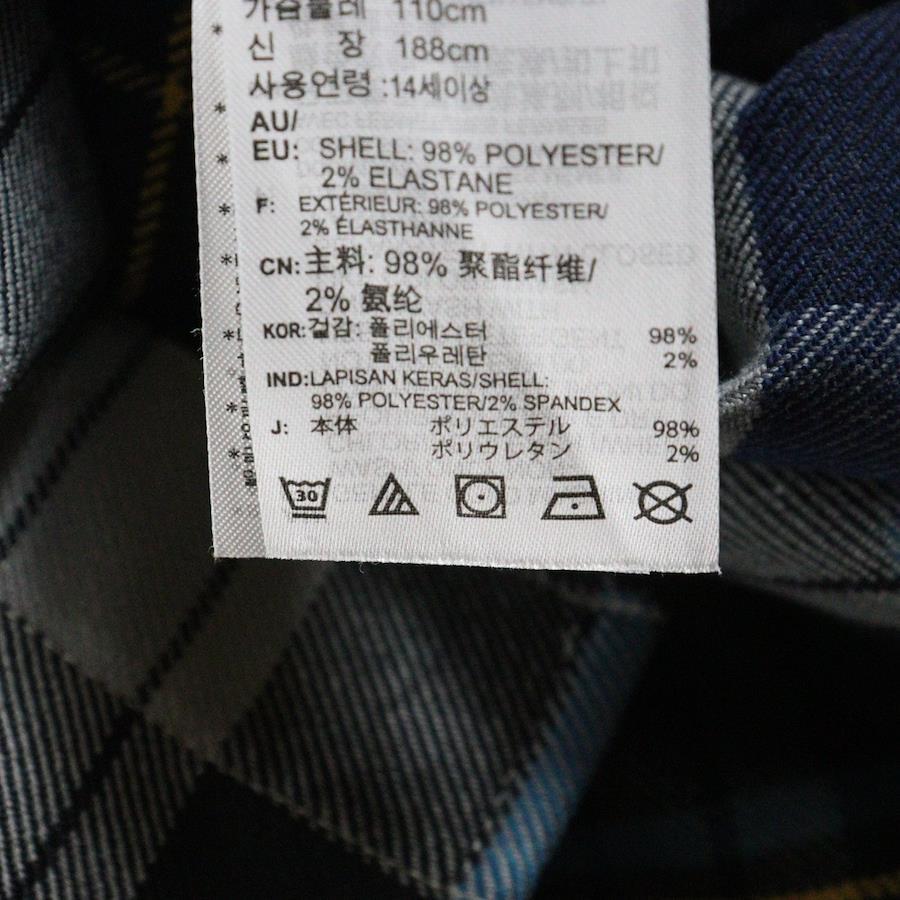 가슴둘레 110cm
신 장 188cm
사용연령 :14세이상
AU/
EU: SHELL: 98% POLYESTER/
2% ELASTANE
F: EXTÉRIEUR: 98% POLYESTER/
2% ÉLASTHANNE
CN: 主料: 98% 聚酯纤维/
2% 氨纶
KOR: 겉감: 폴리에스터 98%
폴리우레탄 2%
IND: LAPISAN KERAS/SHELL:
98% POLYESTER/2% SPANDEX
J: 本体 ポリエステル 98%
ポリウレタン 2%
30